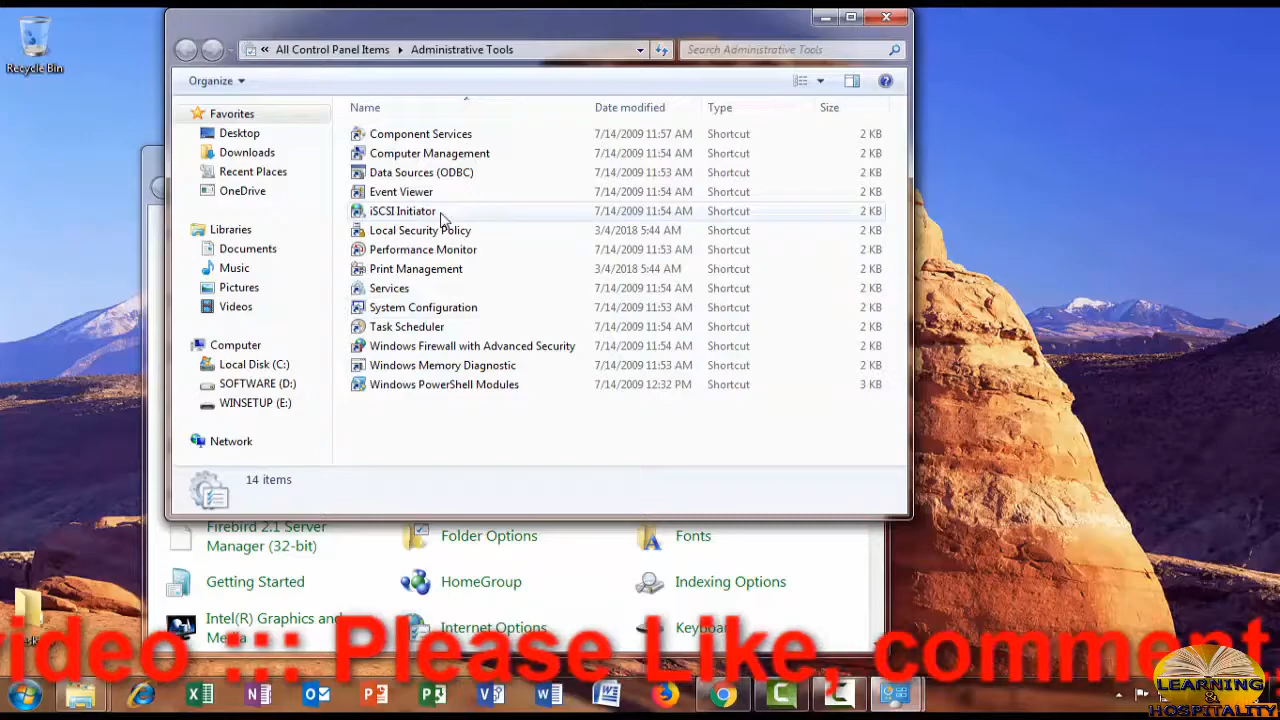 Recycle Bin
All Control Panel Items
Administrative Tools
Search Administrative Tools
Organize
Name
Date modified
Type
Size
Favorites
Desktop
Downloads
Recent Places
OneDrive
Libraries
Documents
Music
Pictures
Videos
Computer
Local Disk (C:)
SOFTWARE (D:)
WINSETUP (E:)
Network
Component Services 7/14/2009 11:57 AM Shortcut 2 KB
Computer Management 7/14/2009 11:54 AM Shortcut 2 KB
Data Sources (ODBC) 7/14/2009 11:53 AM Shortcut 2 KB
Event Viewer 7/14/2009 11:54 AM Shortcut 2 KB
iSCSI Initiator 7/14/2009 11:54 AM Shortcut 2 KB
Local Security Policy 3/4/2018 5:44 AM Shortcut 2 KB
Performance Monitor 7/14/2009 11:53 AM Shortcut 2 KB
Print Management 3/4/2018 5:44 AM Shortcut 2 KB
Services 7/14/2009 11:54 AM Shortcut 2 KB
System Configuration 7/14/2009 11:53 AM Shortcut 2 KB
Task Scheduler 7/14/2009 11:54 AM Shortcut 2 KB
Windows Firewall with Advanced Security 7/14/2009 11:54 AM Shortcut 2 KB
Windows Memory Diagnostic 7/14/2009 11:53 AM Shortcut 2 KB
Windows PowerShell Modules 7/14/2009 12:32 PM Shortcut 3 KB
14 items
Firebird 2.1 Server
Manager (32-bit)
Folder Options
Fonts
Getting Started
HomeGroup
Indexing Options
Intel(R) Graphics and
Internet Options
video ::: Please Like, comment
LEARNING
&
HOSPITALITY